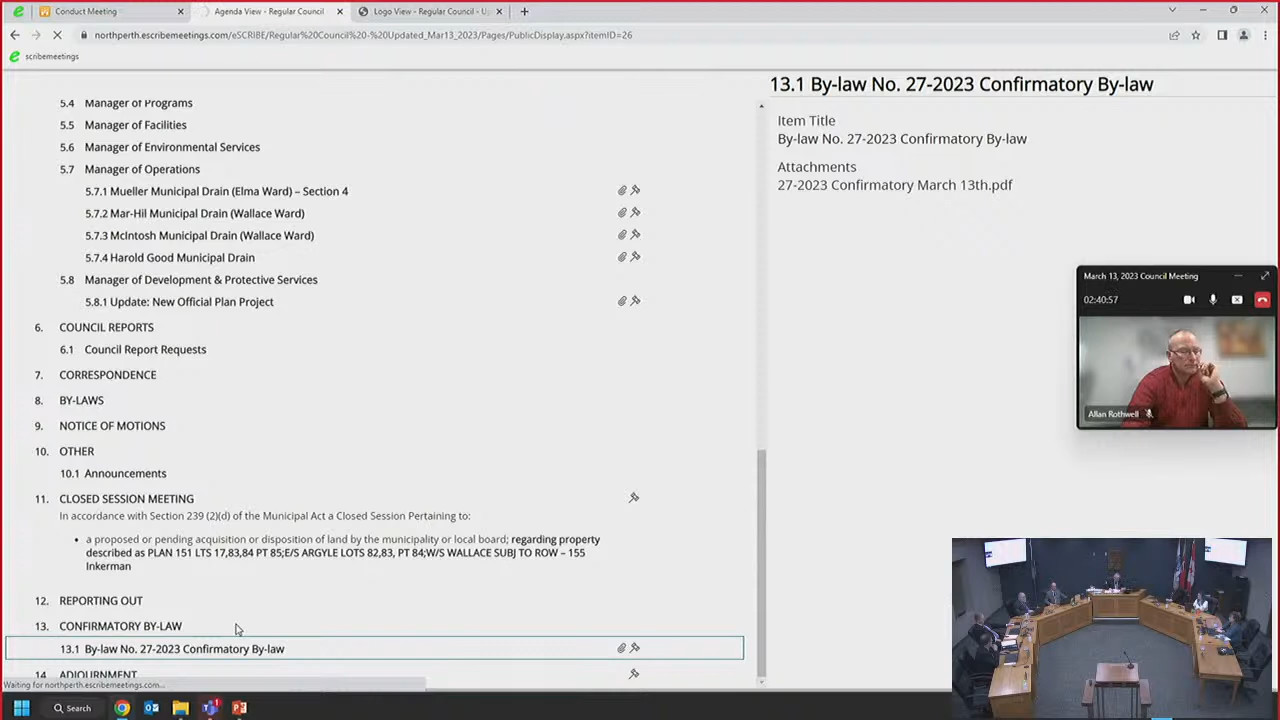 Conduct Meeting
Agenda View - Regular Council
Logo View - Regular Council - U
northperth.escribemeetings.com/eSCRIBE/Regular%20Council%20-%20Updated_Mar13_2023/Pages/PublicDisplay.aspx?itemID=26
scribemeetings
5.4 Manager of Programs
5.5 Manager of Facilities
5.6 Manager of Environmental Services
5.7 Manager of Operations
5.7.1 Mueller Municipal Drain (Elma Ward) – Section 4
5.7.2 Mar-Hil Municipal Drain (Wallace Ward)
5.7.3 McIntosh Municipal Drain (Wallace Ward)
5.7.4 Harold Good Municipal Drain
5.8 Manager of Development & Protective Services
5.8.1 Update: New Official Plan Project
6. COUNCIL REPORTS
6.1 Council Report Requests
7. CORRESPONDENCE
8. BY-LAWS
9. NOTICE OF MOTIONS
10. OTHER
10.1 Announcements
11. CLOSED SESSION MEETING
In accordance with Section 239 (2)(d) of the Municipal Act a Closed Session Pertaining to:
• a proposed or pending acquisition or disposition of land by the municipality or local board; regarding property
described as PLAN 151 LTS 17,83,84 PT 85;E/S ARGYLE LOTS 82,83, PT 84;W/S WALLACE SUBJ TO ROW – 155
Inkerman
12. REPORTING OUT
13. CONFIRMATORY BY-LAW
13.1 By-law No. 27-2023 Confirmatory By-law
14. ADJOURNMENT
Waiting for northperth.escribemeetings.com...
Search
13.1 By-law No. 27-2023 Confirmatory By-law
Item Title
By-law No. 27-2023 Confirmatory By-law
Attachments
27-2023 Confirmatory March 13th.pdf
March 13, 2023 Council Meeting
02:40:57
Allan Rothwell